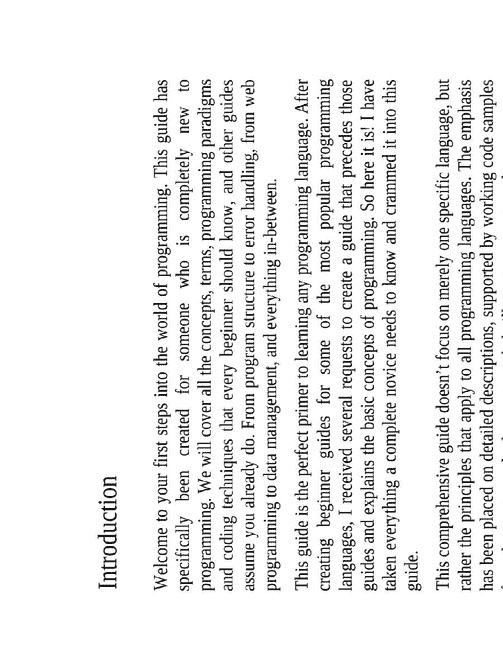 Introduction
Welcome to your first steps into the world of programming. This guide has
specifically been created for someone who is completely new to
programming. We will cover all the concepts, terms, programming paradigms
and coding techniques that every beginner should know, and other guides
assume you already do. From program structure to error handling, from web
programming to data management, and everything in-between.
This guide is the perfect primer to learning any programming language. After
creating beginner guides for some of the most popular programming
languages, I received several requests to create a guide that precedes those
guides and explains the basic concepts of programming. So here it is! I have
taken everything a complete novice needs to know and crammed it into this
guide.
This comprehensive guide doesn't focus on merely one specific language, but
rather the principles that apply to all programming languages. The emphasis
has been placed on detailed descriptions, supported by working code samples